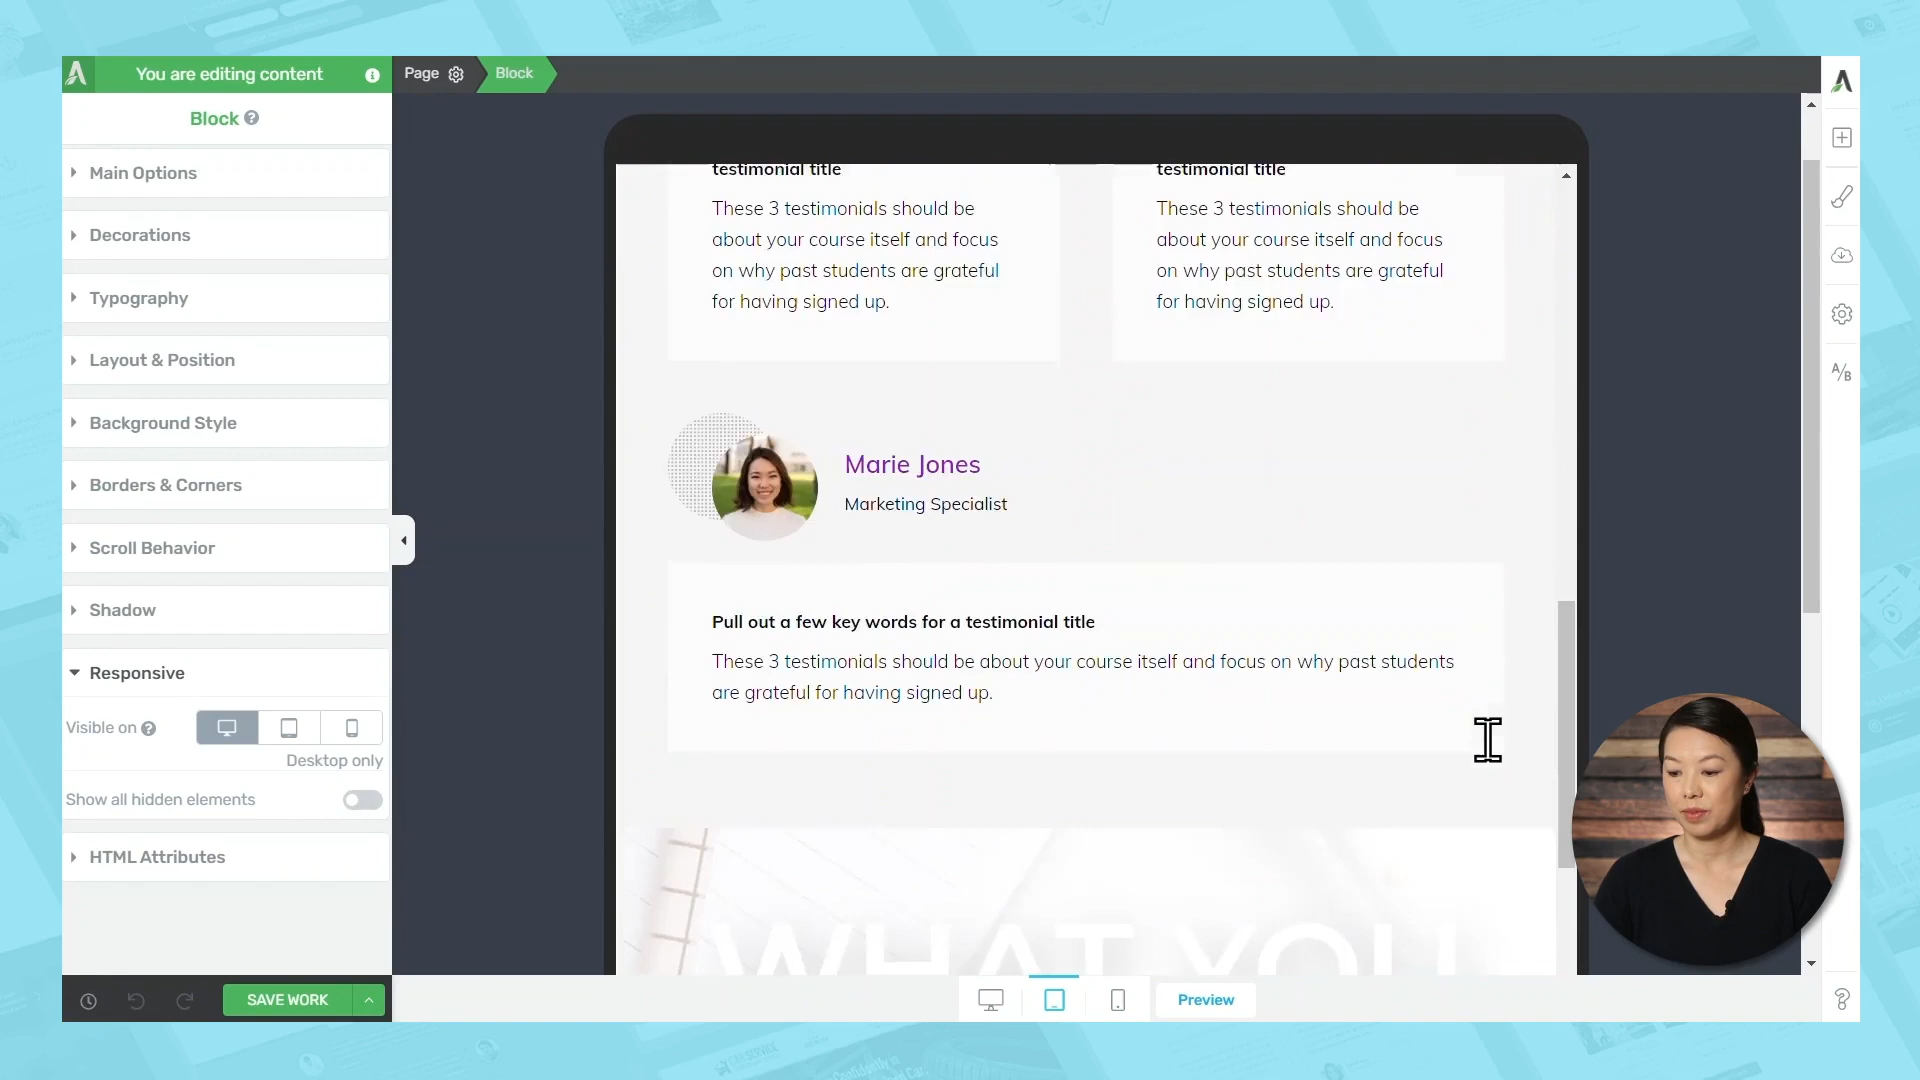 You are editing content
Page
Block
Block
Main Options
Decorations
Typography
Layout & Position
Background Style
Borders & Corners
Scroll Behavior
Shadow
Responsive
Visible on
Desktop only
Show all hidden elements
HTML Attributes
SAVE WORK
testimonial title
These 3 testimonials should be
about your course itself and focus
on why past students are grateful
for having signed up.
testimonial title
These 3 testimonials should be
about your course itself and focus
on why past students are grateful
for having signed up.
Marie Jones
Marketing Specialist
Pull out a few key words for a testimonial title
These 3 testimonials should be about your course itself and focus on why past students
are grateful for having signed up.
WHAT YOU
Preview
A/B